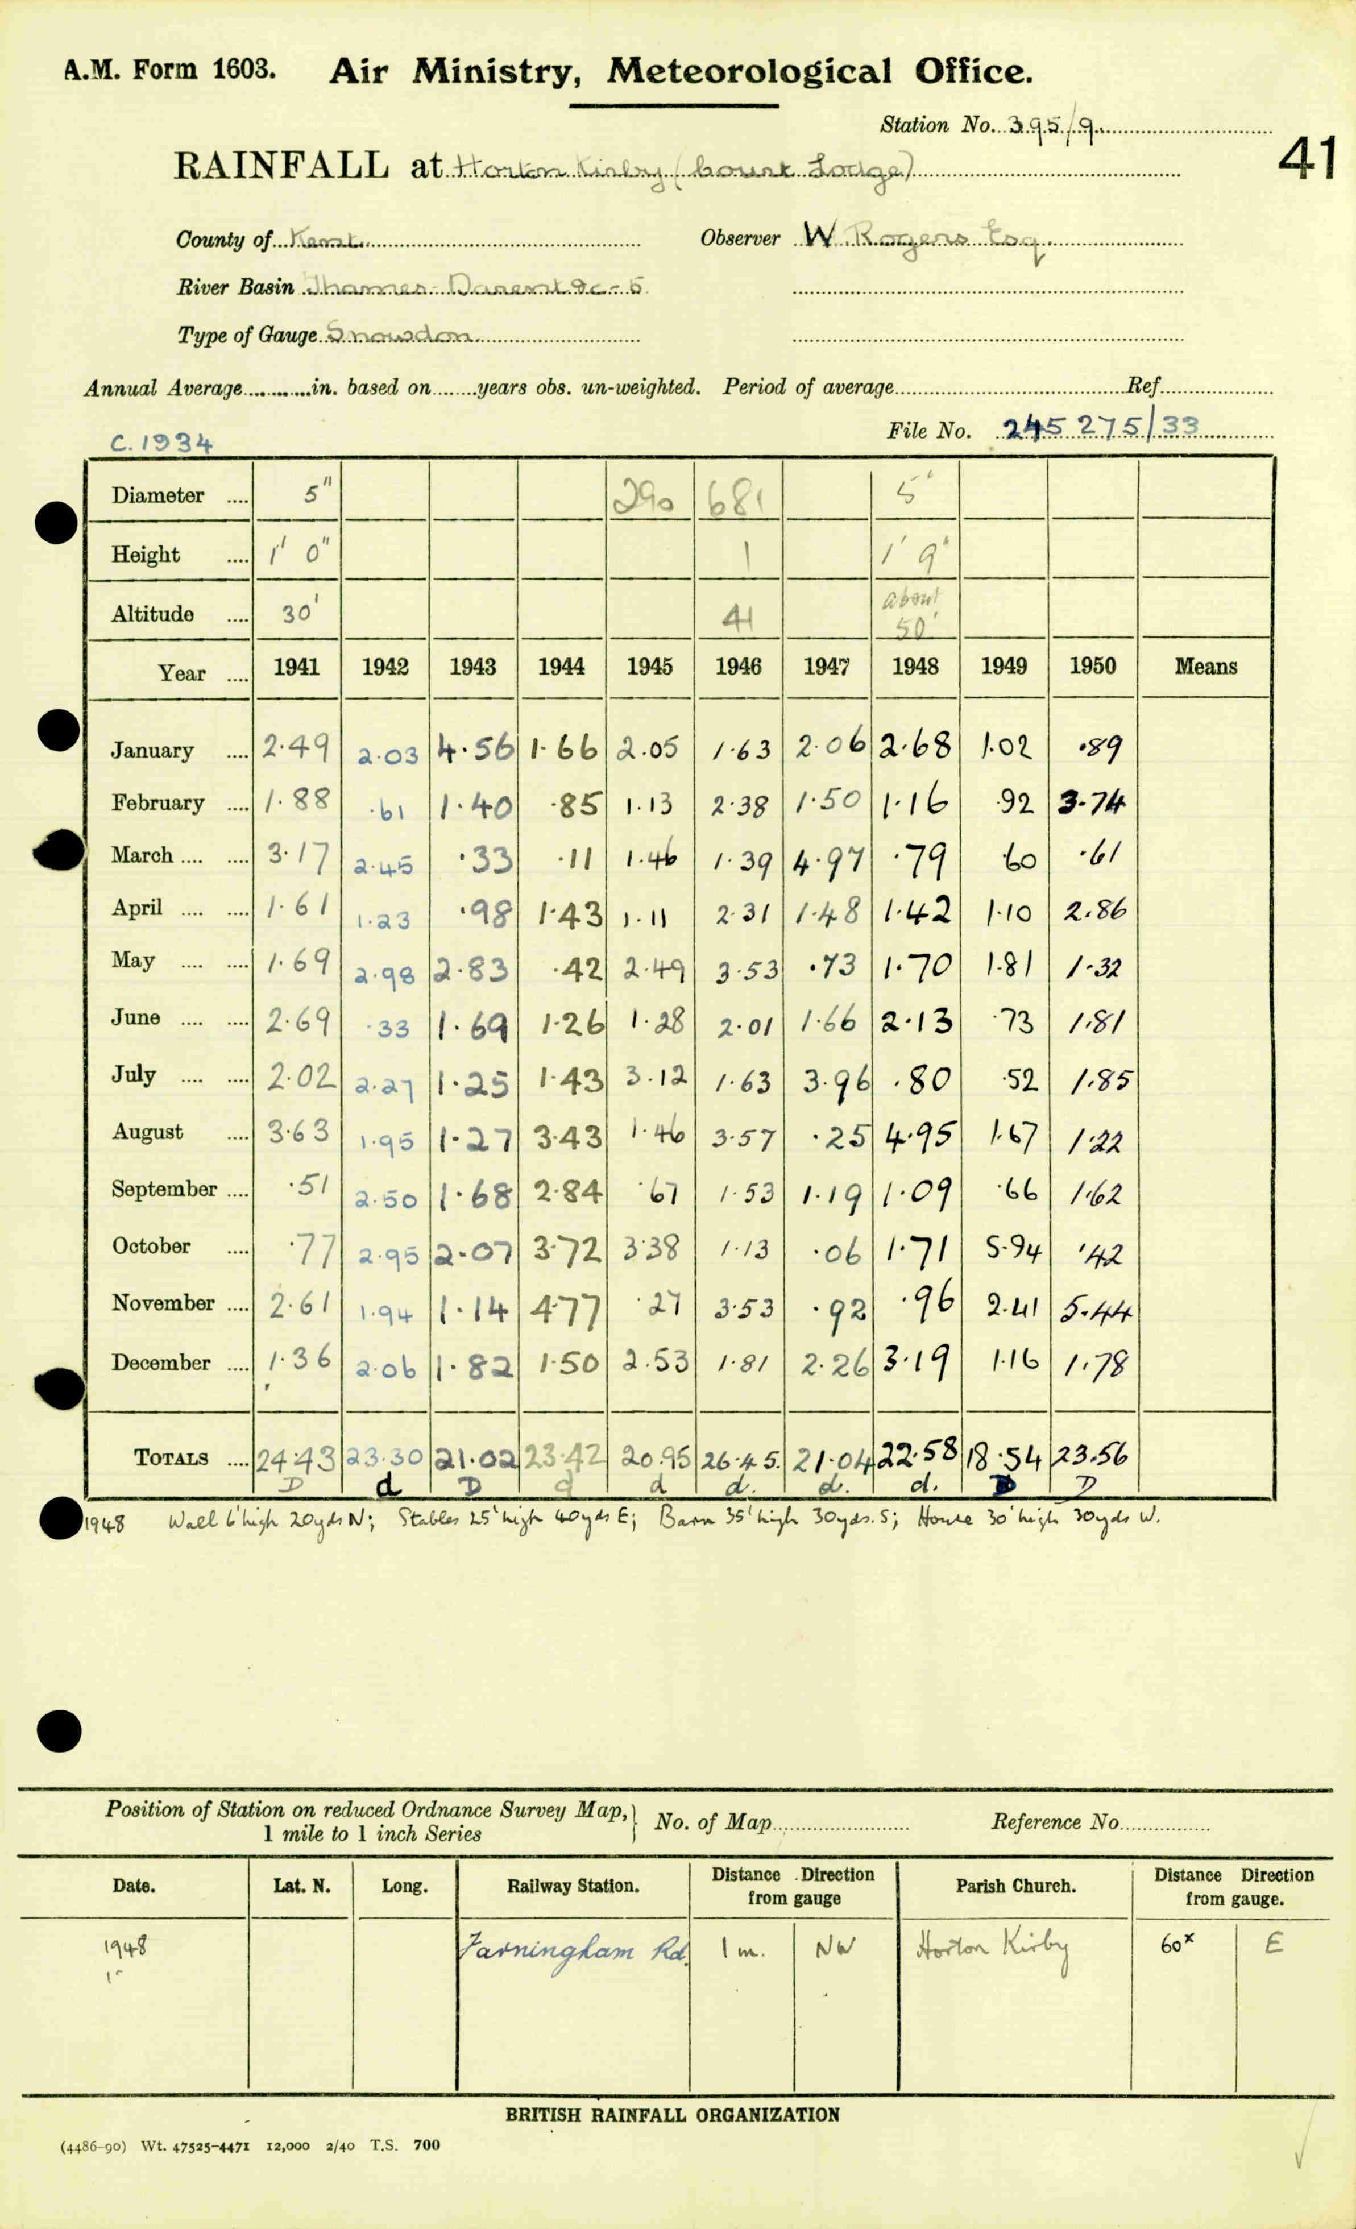 A.M. Form 1603. Air Ministry, Meteorological Office.
Station No. 395/9
41
RAINFALL at Horton Kirby (Court Lodge)
County of Kent Observer W. Rogers Esq.
River Basin Thames - Darent &c - 5
Type of Gauge Snowdon
Annual Average............in. based on........years obs. un-weighted. Period of average........Ref........
C. 1934 File No. 245 275/33
Diameter .... 5" 290 681 5"
Height .... 1' 0" 1 1' 9"
Altitude .... 30' 41 about 50'
Year .... 1941 1942 1943 1944 1945 1946 1947 1948 1949 1950 Means
January .... 2.49 2.03 4.56 1.66 2.05 1.63 2.06 2.68 1.02 .89
February .... 1.88 .61 1.40 .85 1.13 2.38 1.50 1.16 .92 3.74
March .... .... 3.17 2.45 .33 .11 1.46 1.39 4.97 .79 .60 .61
April .... .... 1.61 1.23 .98 1.43 1.11 2.31 1.48 1.42 1.10 2.86
May .... .... 1.69 2.98 2.83 .42 2.49 3.53 .73 1.70 1.81 1.32
June .... .... 2.69 .33 1.69 1.26 1.28 2.01 1.66 2.13 .73 1.81
July .... .... 2.02 2.27 1.25 1.43 3.12 1.63 3.96 .80 .52 1.85
August .... 3.63 1.95 1.27 3.43 1.46 3.57 .25 4.95 1.67 1.22
September .... .51 2.50 1.68 2.84 .67 1.53 1.19 1.09 .66 1.62
October .... .77 2.95 2.07 3.72 3.38 1.13 .06 1.71 5.94 .42
November .... 2.61 1.94 1.14 4.77 .27 3.53 .92 .96 2.41 5.44
December .... 1.36 2.06 1.82 1.50 2.53 1.81 2.26 3.19 1.16 1.78
TOTALS .... 24.43 23.30 21.02 23.42 20.95 26.45. 21.04 22.58 18.54 23.56
D d D d d d. d. d. D D
1948 Wall 6' high 20yds N; Stables 25' high 40yds E; Barn 35' high 30yds. S; House 30' high 30yds W.
Position of Station on reduced Ordnance Survey Map, 1 mile to 1 inch Series } No. of Map........ Reference No........
Date. Lat. N. Long. Railway Station. Distance Direction from gauge Parish Church. Distance Direction from gauge.
1948 Farningham Rd. 1 m. NW Horton Kirby 60x E
BRITISH RAINFALL ORGANIZATION
(4486-90) Wt. 47525-4471 12,000 2/40 T.S. 700